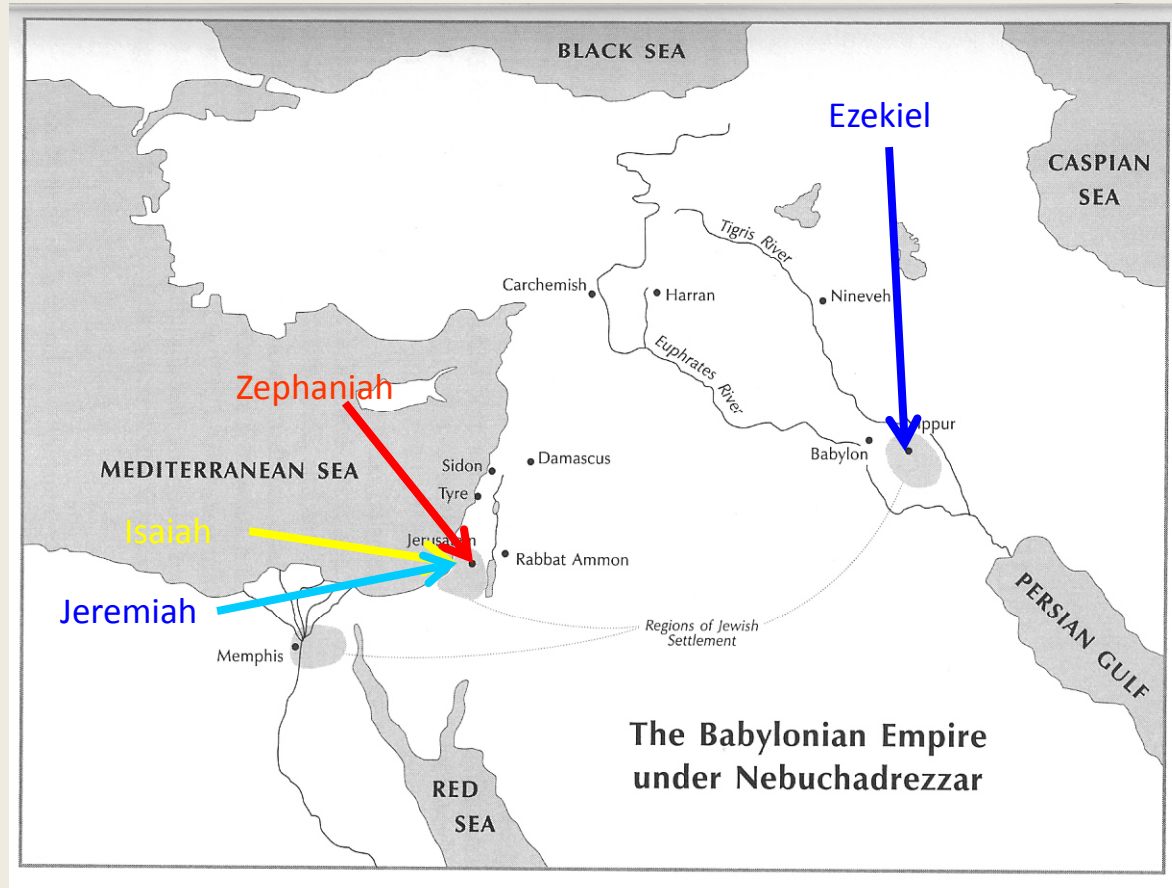 BLACK SEA
Ezekiel
CASPIAN
SEA
Tigris River
Carchemish
Harran
Nineveh
Euphrates River
Zephaniah
Babylon
MEDITERRANEAN SEA
Sidon
Damascus
Tyre
Isaiah
Rabbat Ammon
Jeremiah
PERSIAN GULF
Regions of Jewish
Settlement
Memphis
The Babylonian Empire
under Nebuchadrezzar
RED
SEA